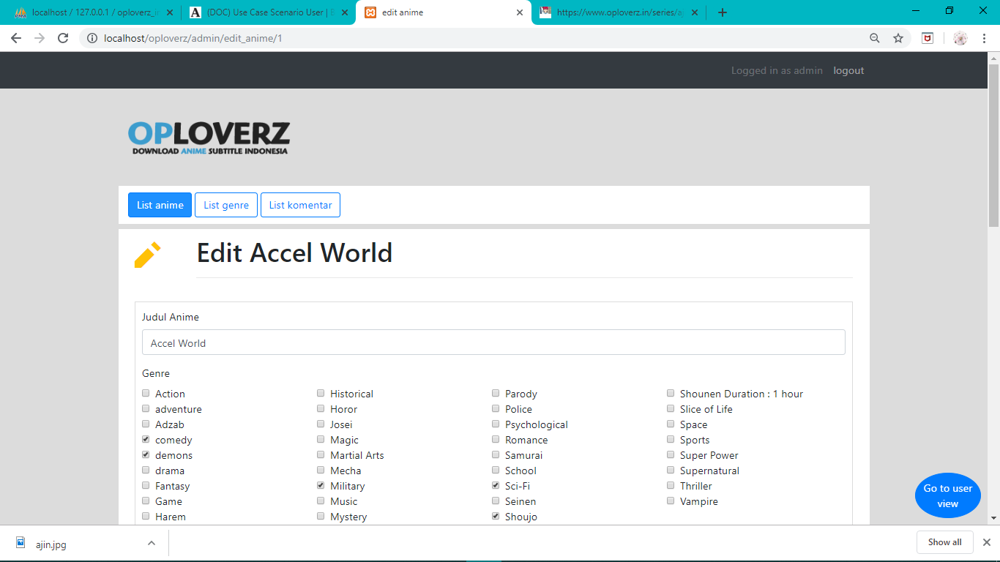 localhost / 127.0.0.1 / oploverz_i
(DOC) Use Case Scenario User |
edit anime
https://www.oploverz.in/series/aj
localhost/oploverz/admin/edit_anime/1
Logged in as admin logout
OPLOVERZ
DOWNLOAD ANIME SUBTITLE INDONESIA
List anime List genre List komentar
Edit Accel World
Judul Anime
Accel World
Genre
Action Historical Parody Shounen Duration : 1 hour
adventure Horor Police Slice of Life
Adzab Josei Psychological Space
comedy Magic Romance Sports
demons Martial Arts Samurai Super Power
drama Mecha School Supernatural
Fantasy Military Sci-Fi Thriller
Game Music Seinen Vampire
Harem Mystery Shoujo
Go to user
view
ajin.jpg
Show all